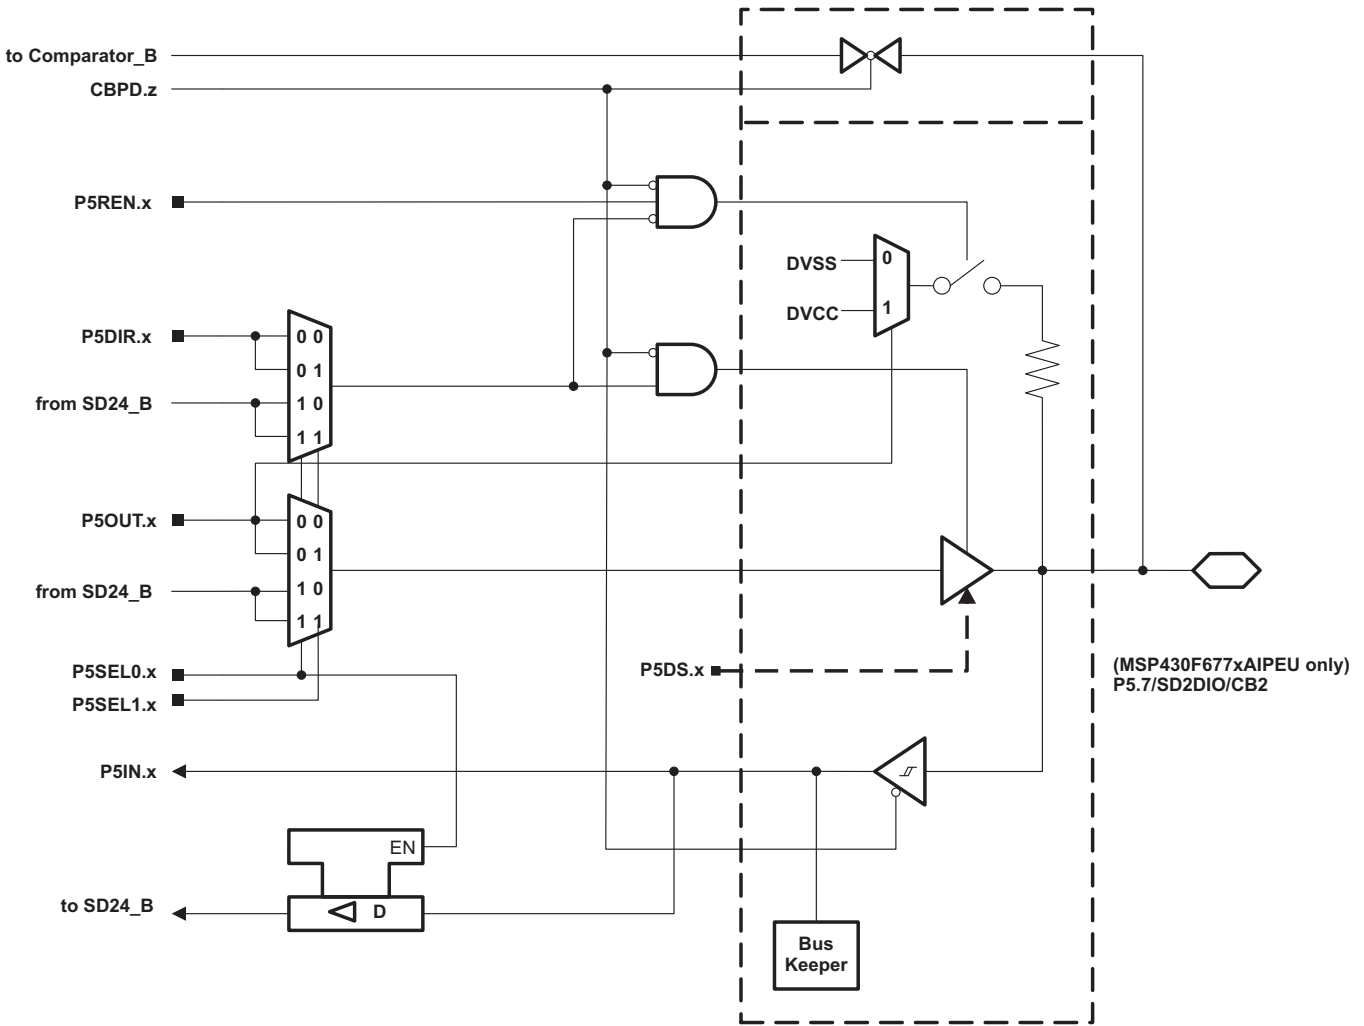 to Comparator_B
CBPD.z
P5REN.x
DVSS
0
DVCC
1
P5DIR.x
0 0
0 1
from SD24_B
1 0
1 1
P5OUT.x
0 0
0 1
from SD24_B
1 0
1 1
P5SEL0.x
P5SEL1.x
P5DS.x
(MSP430F677xAIPEU only)
P5.7/SD2DIO/CB2
P5IN.x
EN
to SD24_B
D
Bus
Keeper